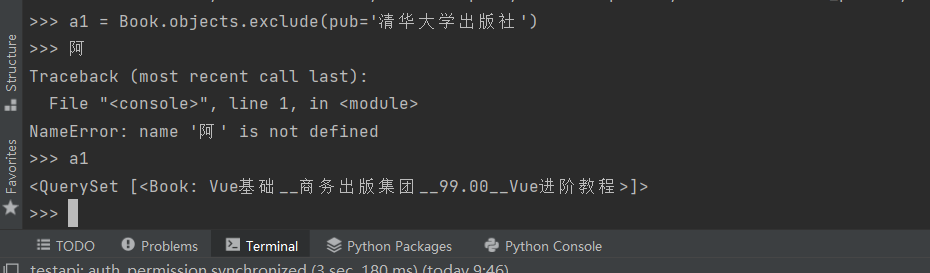 >>> a1 = Book.objects.exclude(pub='清华大学出版社')
>>> 阿
Traceback (most recent call last):
  File "<console>", line 1, in <module>
NameError: name '阿' is not defined
>>> a1
<QuerySet [<Book: Vue基础__商务出版集团__99.00__Vue进阶教程>]>
>>>
Structure
Favorites
TODO Problems Terminal Python Packages Python Console
testapi: auth_permission synchronized (3 sec, 180 ms) (today 9:46)